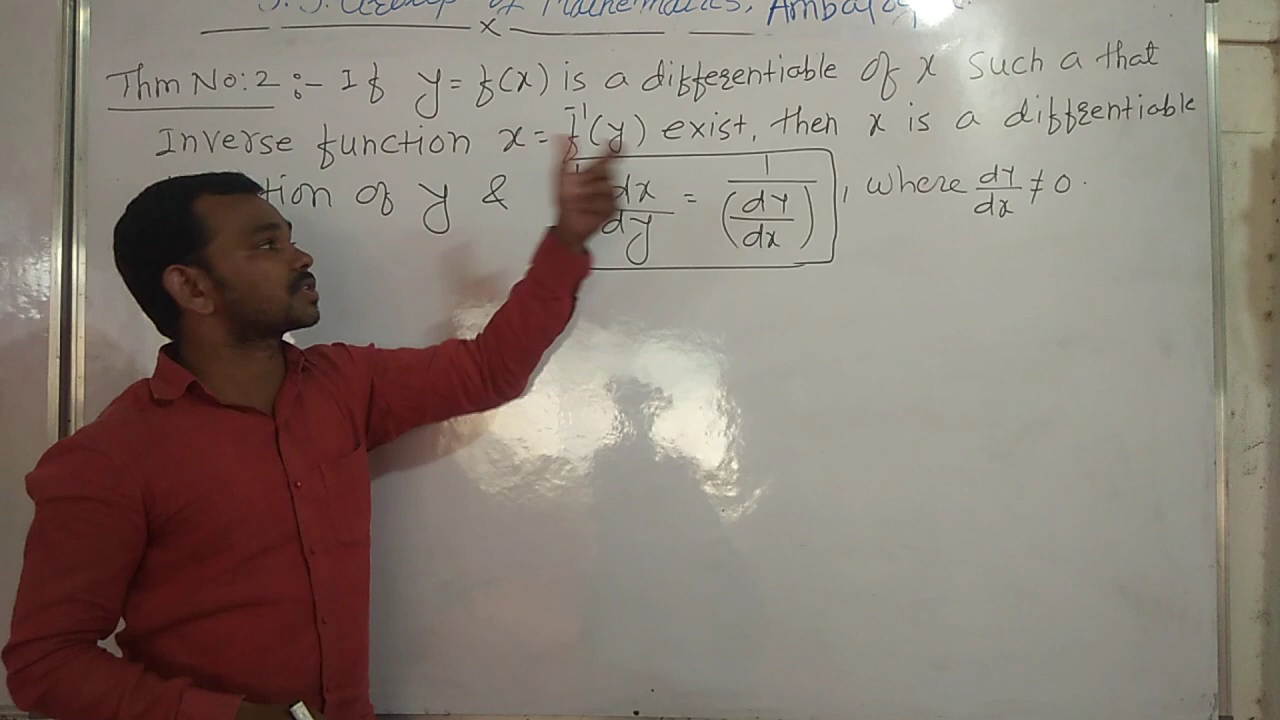 of Mathematics, Ambala
Thm No: 2 :- If y = f(x) is a differentiable of x such a that
Inverse function x = f⁻¹(y) exist, then x is a differentiable
tion of y & dx/dy = 1/(dy/dx), where dy/dx ≠ 0.